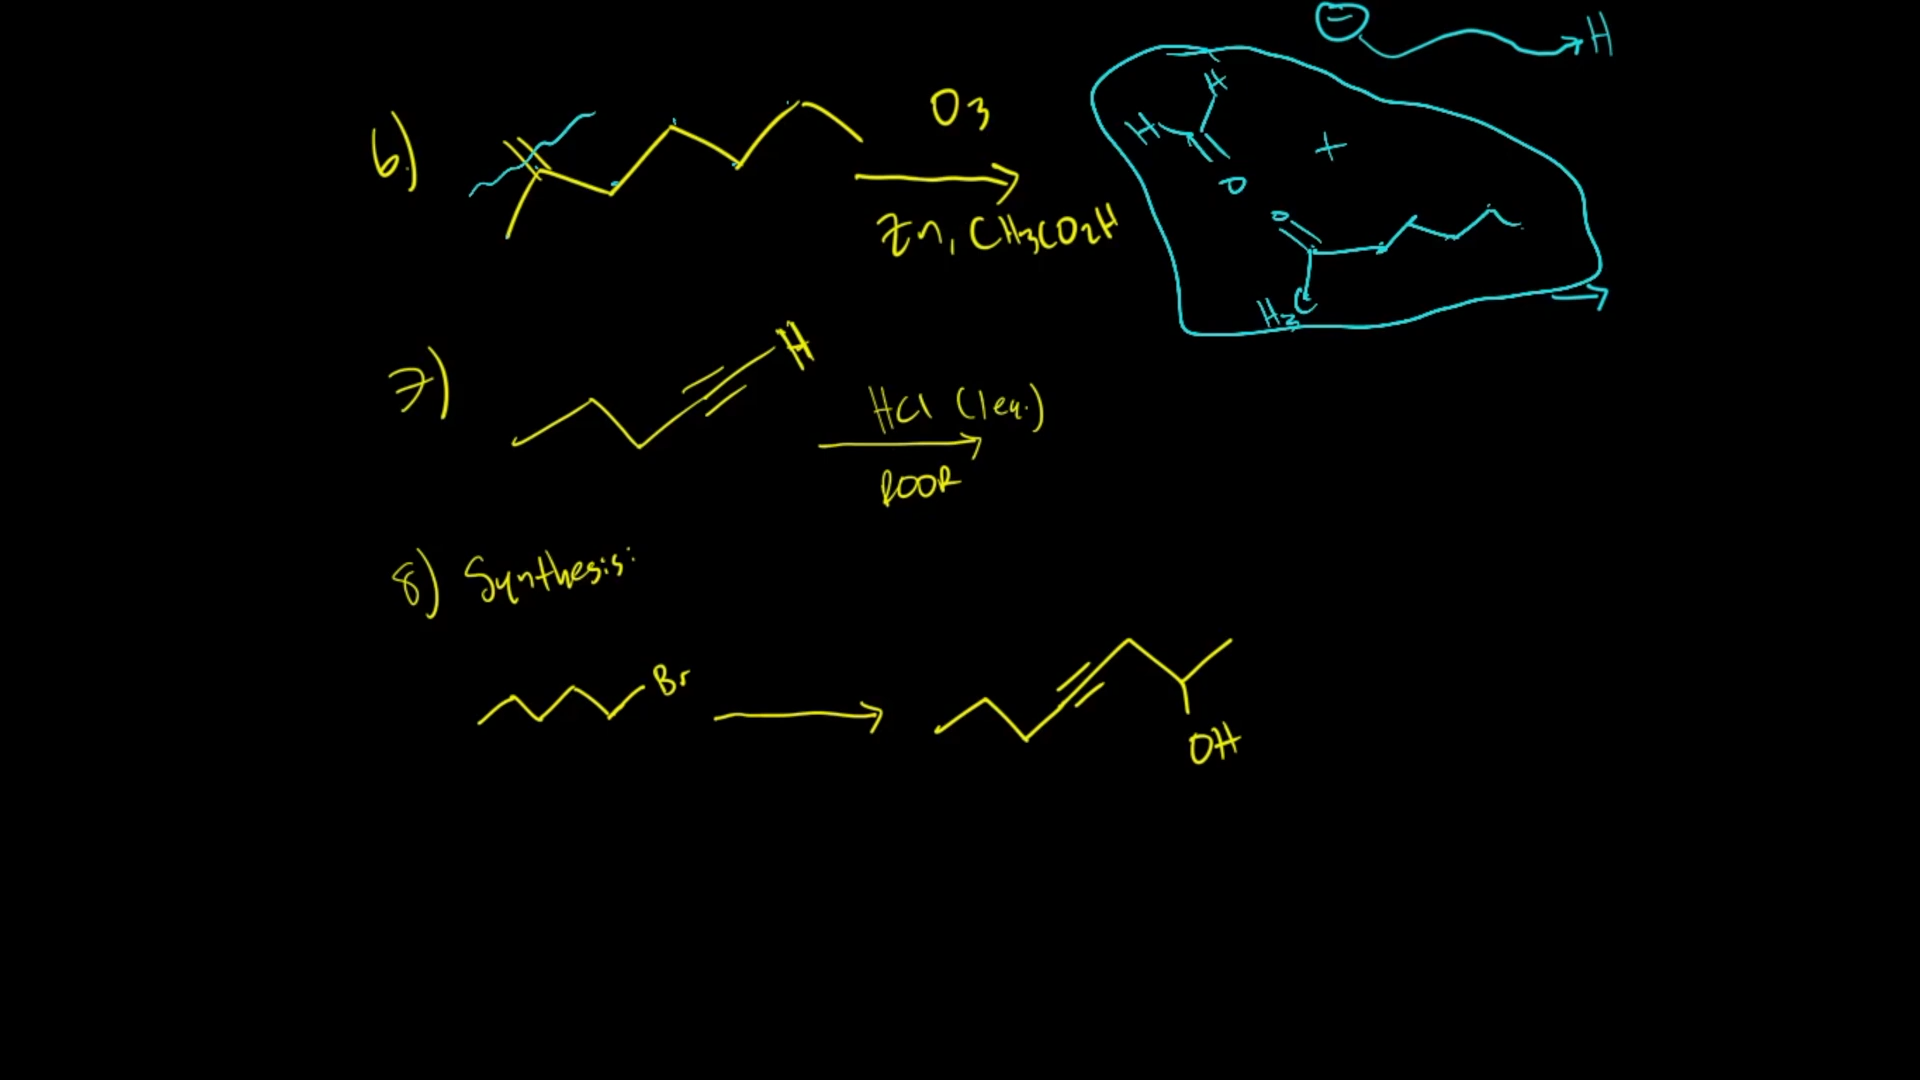 ⊖ H
6) O3
Zn, CH3CO2H
H
H
+
O
O
H3C
7) H
HCl (1eq.)
ROOR
8) Synthesis:
Br
OH